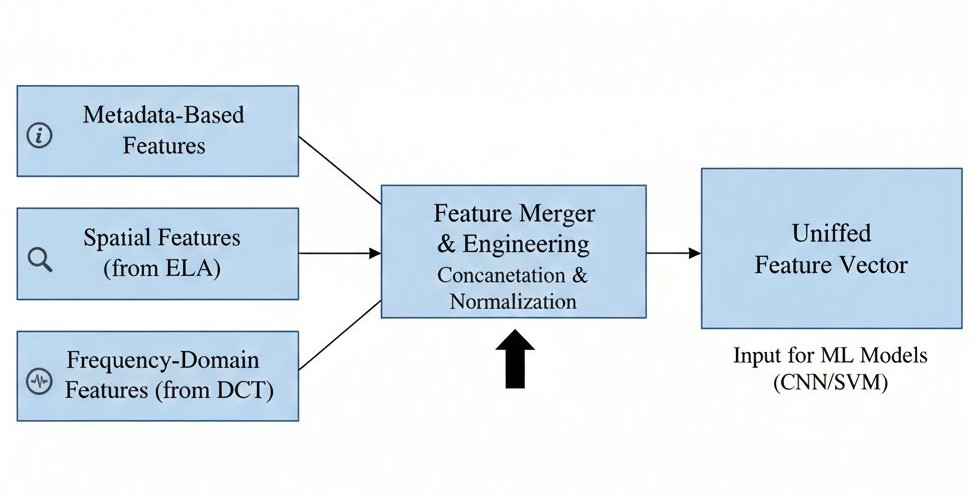 Metadata-Based
Features
Spatial Features
(from ELA)
Frequency-Domain
Features (from DCT)
Feature Merger
& Engineering
Concanetation &
Normalization
Uniffed
Feature Vector
Input for ML Models
(CNN/SVM)